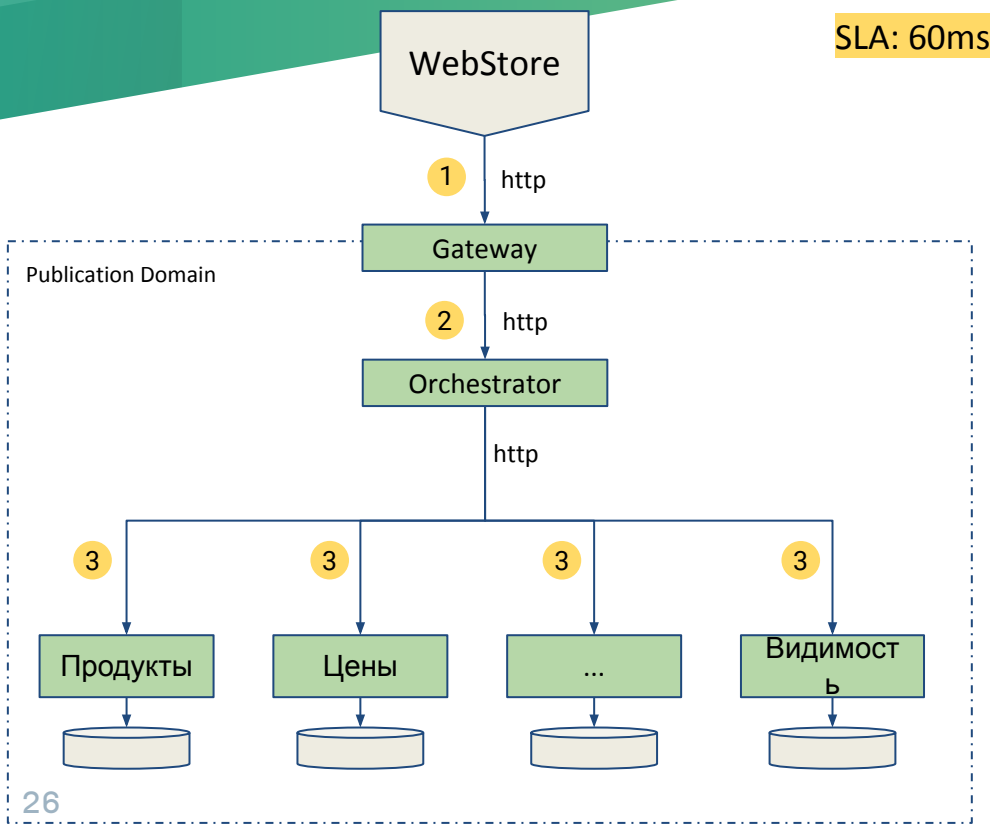 SLA: 60ms
WebStore
1
http
Gateway
Publication Domain
2
http
Orchestrator
http
3
3
3
3
Продукты
Цены
...
Видимост
ь
26